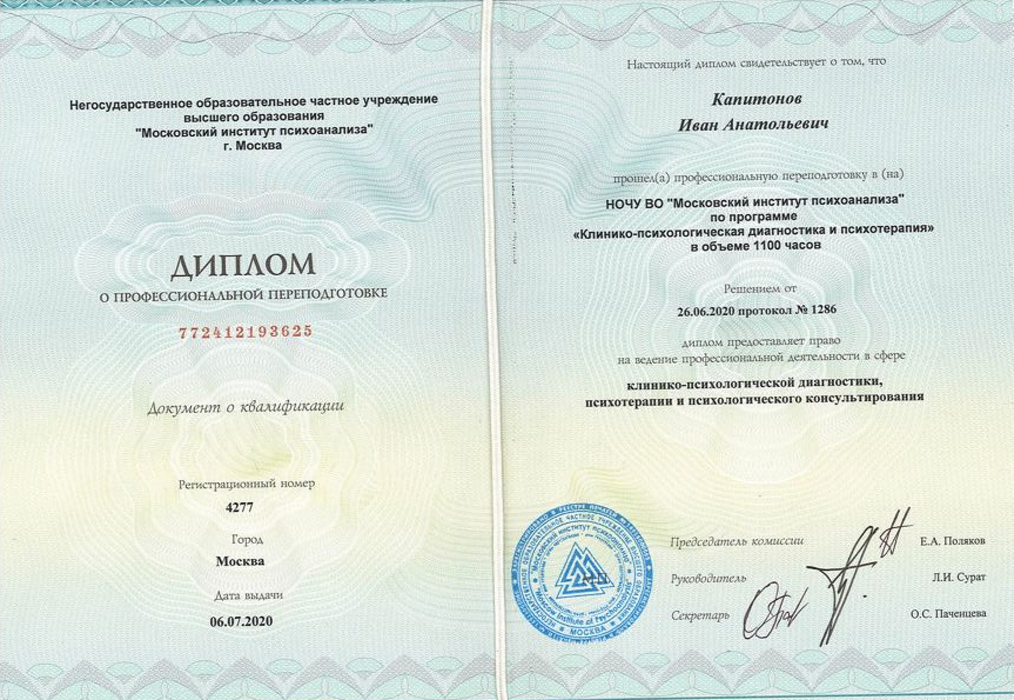 Негосударственное образовательное частное учреждение
высшего образования
"Московский институт психоанализа"
г. Москва
ДИПЛОМ
О ПРОФЕССИОНАЛЬНОЙ ПЕРЕПОДГОТОВКЕ
772412193625
Документ о квалификации
Регистрационный номер
4277
Город
Москва
Дата выдачи
06.07.2020
Настоящий диплом свидетельствует о том, что
Капитонов
Иван Анатольевич
прошел(а) профессиональную переподготовку в (на)
НОЧУ ВО "Московский институт психоанализа"
по программе
«Клинико-психологическая диагностика и психотерапия»
в объеме 1100 часов
Решением от
26.06.2020 протокол № 1286
диплом предоставляет право
на ведение профессиональной деятельности в сфере
клинико-психологической диагностики,
психотерапии и психологического консультирования
Председатель комиссии
Е.А. Поляков
Руководитель
Л.И. Сурат
Секретарь
О.С. Паченцева
М.П.
"МОСКОВСКИЙ ИНСТИТУТ ПСИХОАНАЛИЗА"
"Moscow Institute of Psychoanalysis"
МОСКВА